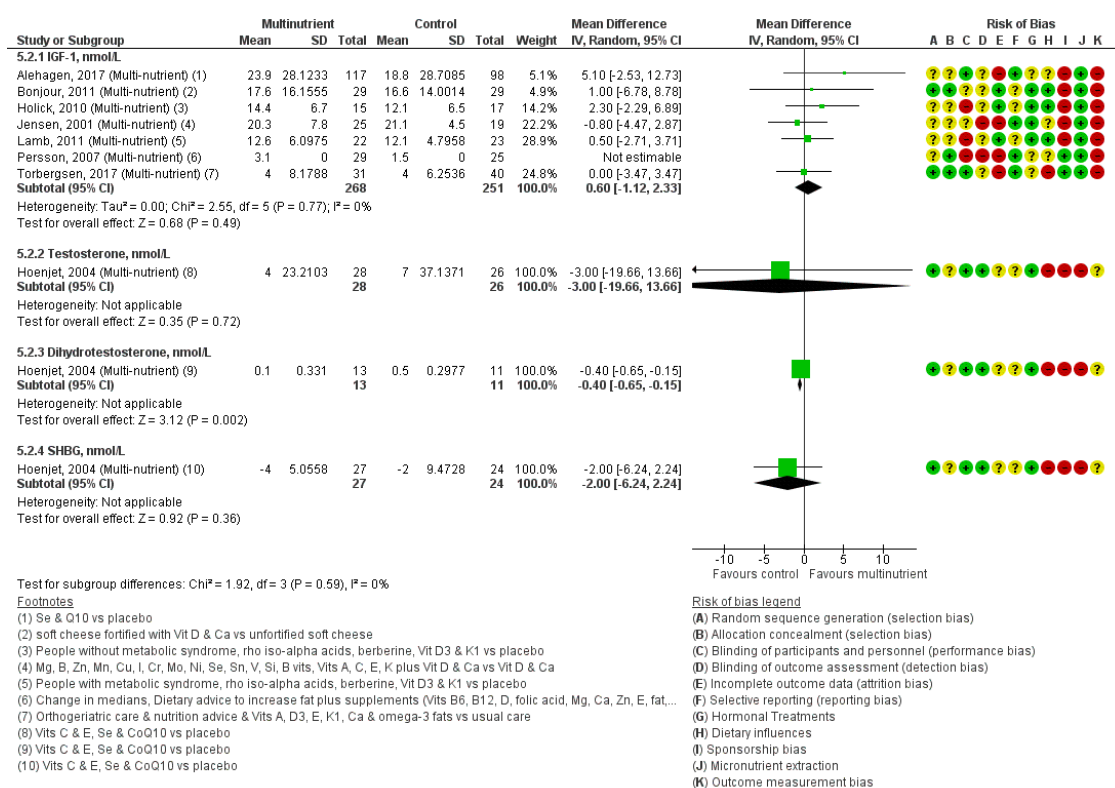 Multinutrient Control Mean Difference Mean Difference Risk of Bias
Study or Subgroup Mean SD Total Mean SD Total Weight IV, Random, 95% CI IV, Random, 95% CI A B C D E F G H I J K
5.2.1 IGF-1, nmol/L
Alehagen, 2017 (Multi-nutrient) (1) 23.9 28.1233 117 18.8 28.7085 98 5.1% 5.10 [-2.53, 12.73] ? ? + ? - + ? ? - + -
Bonjour, 2011 (Multi-nutrient) (2) 17.6 16.1555 29 16.6 14.0014 29 4.9% 1.00 [-6.78, 8.78] + + ? ? + ? + + - + -
Holick, 2010 (Multi-nutrient) (3) 14.4 6.7 15 12.1 6.5 17 14.2% 2.30 [-2.29, 6.89]
Jensen, 2001 (Multi-nutrient) (4) 20.3 7.8 25 21.1 4.5 19 22.2% -0.80 [-4.47, 2.87]
Lamb, 2011 (Multi-nutrient) (5) 12.6 6.0975 22 12.1 4.7958 23 28.9% 0.50 [-2.71, 3.71]
Persson, 2007 (Multi-nutrient) (6) 3.1 0 29 1.5 0 25 Not estimable
Torbergsen, 2017 (Multi-nutrient) (7) 4 8.1788 31 4 6.2536 40 24.8% 0.00 [-3.47, 3.47]
Subtotal (95% CI) 268 251 100.0% 0.60 [-1.12, 2.33]
Heterogeneity: Tau² = 0.00; Chi² = 2.55, df = 5 (P = 0.77); I² = 0%
Test for overall effect: Z = 0.68 (P = 0.49)
5.2.2 Testosterone, nmol/L
Hoenjet, 2004 (Multi-nutrient) (8) 4 23.2103 28 7 37.1371 26 100.0% -3.00 [-19.66, 13.66] + ? + + ? ? + - - - ?
Subtotal (95% CI) 28 26 100.0% -3.00 [-19.66, 13.66]
Heterogeneity: Not applicable
Test for overall effect: Z = 0.35 (P = 0.72)
5.2.3 Dihydrotestosterone, nmol/L
Hoenjet, 2004 (Multi-nutrient) (9) 0.1 0.331 13 0.5 0.2977 11 100.0% -0.40 [-0.65, -0.15] + ? + + ? ? + - - - ?
Subtotal (95% CI) 13 11 100.0% -0.40 [-0.65, -0.15]
Heterogeneity: Not applicable
Test for overall effect: Z = 3.12 (P = 0.002)
5.2.4 SHBG, nmol/L
Hoenjet, 2004 (Multi-nutrient) (10) -4 5.0558 27 -2 9.4728 24 100.0% -2.00 [-6.24, 2.24] + ? + + ? ? + - - - ?
Subtotal (95% CI) 27 24 100.0% -2.00 [-6.24, 2.24]
Heterogeneity: Not applicable
Test for overall effect: Z = 0.92 (P = 0.36)
-10 -5 0 5 10
Favours control Favours multinutrient
Test for subgroup differences: Chi² = 1.92, df = 3 (P = 0.59), I² = 0%
Footnotes
(1) Se & Q10 vs placebo
(2) soft cheese fortified with Vit D & Ca vs unfortified soft cheese
(3) People without metabolic syndrome, rho iso-alpha acids, berberine, Vit D3 & K1 vs placebo
(4) Mg, B, Zn, Mn, Cu, I, Cr, Mo, Ni, Se, Sn, V, Si, B vits, Vits A, C, E, K plus Vit D & Ca vs Vit D & Ca
(5) People with metabolic syndrome, rho iso-alpha acids, berberine, Vit D3 & K1 vs placebo
(6) Change in medians, Dietary advice to increase fat plus supplements (Vits B6, B12, D, folic acid, Mg, Ca, Zn, E, fat,...
(7) Orthogeriatric care & nutrition advice & Vits A, D3, E, K1, Ca & omega-3 fats vs usual care
(8) Vits C & E, Se & CoQ10 vs placebo
(9) Vits C & E, Se & CoQ10 vs placebo
(10) Vits C & E, Se & CoQ10 vs placebo
Risk of bias legend
(A) Random sequence generation (selection bias)
(B) Allocation concealment (selection bias)
(C) Blinding of participants and personnel (performance bias)
(D) Blinding of outcome assessment (detection bias)
(E) Incomplete outcome data (attrition bias)
(F) Selective reporting (reporting bias)
(G) Hormonal Treatments
(H) Dietary influences
(I) Sponsorship bias
(J) Micronutrient extraction
(K) Outcome measurement bias